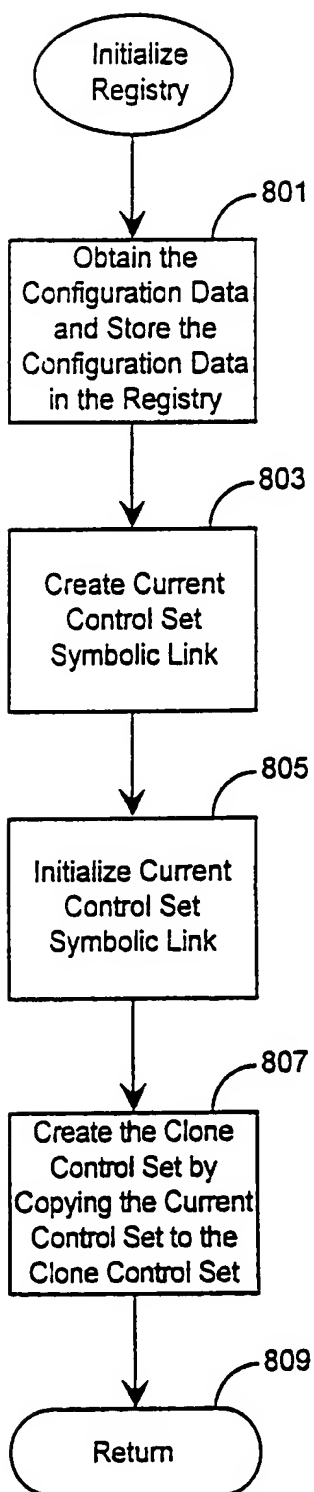 Initialize
Registry
801
Obtain the
Configuration Data
and Store the
Configuration Data
in the Registry
803
Create Current
Control Set
Symbolic Link
805
Initialize Current
Control Set
Symbolic Link
807
Create the Clone
Control Set by
Copying the Current
Control Set to the
Clone Control Set
809
Return